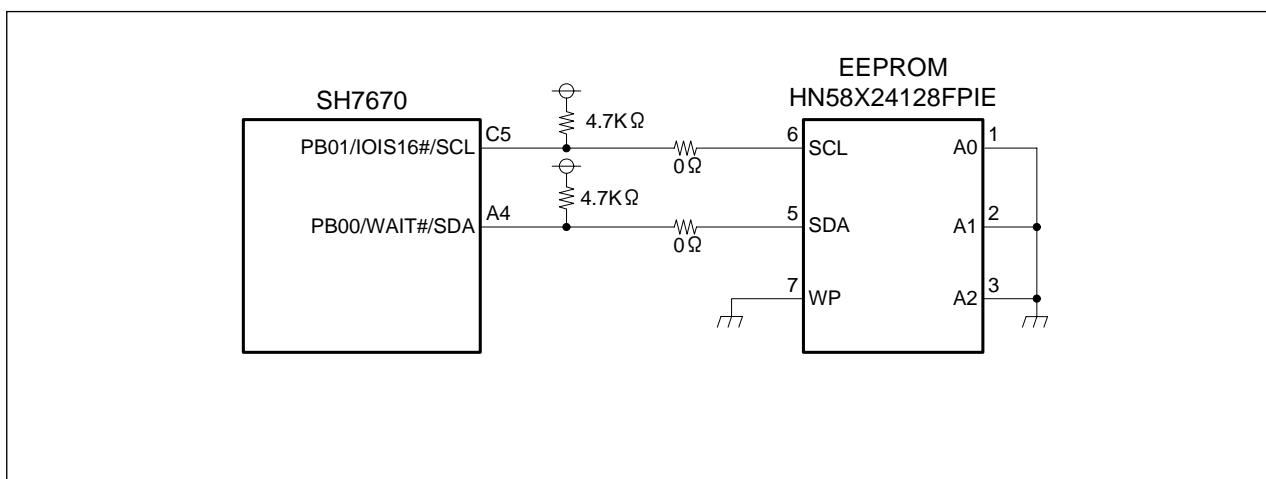 EEPROM
HN58X24128FPIE
SH7670
4.7KΩ
PB01/IOIS16#/SCL C5
0Ω
6 SCL
A0 1
4.7KΩ
PB00/WAIT#/SDA A4
0Ω
5 SDA
A1 2
7 WP
A2 3